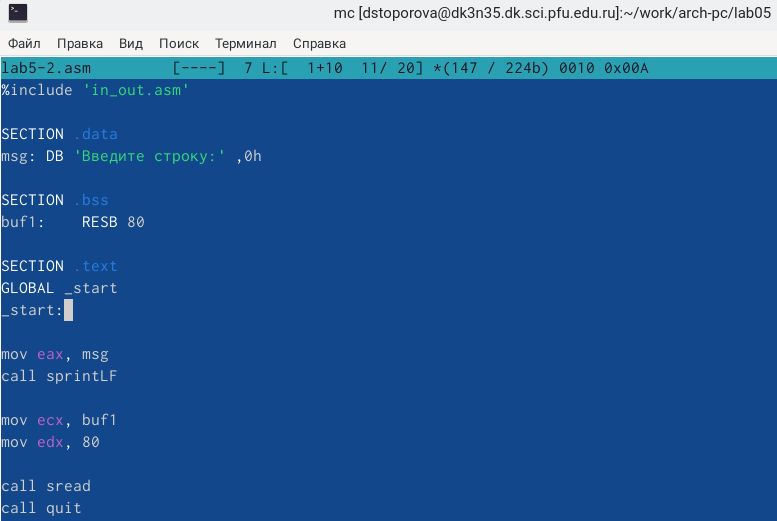 mc [dstoporova@dk3n35.dk.sci.pfu.edu.ru]:~/work/arch-pc/lab05
Файл Правка Вид Поиск Терминал Справка
lab5-2.asm [----] 7 L:[ 1+10 11/ 20] *(147 / 224b) 0010 0x00A
%include 'in_out.asm'
SECTION .data
msg: DB 'Введите строку:' ,0h
SECTION .bss
buf1: RESB 80
SECTION .text
GLOBAL _start
_start:
mov eax, msg
call sprintLF
mov ecx, buf1
mov edx, 80
call sread
call quit